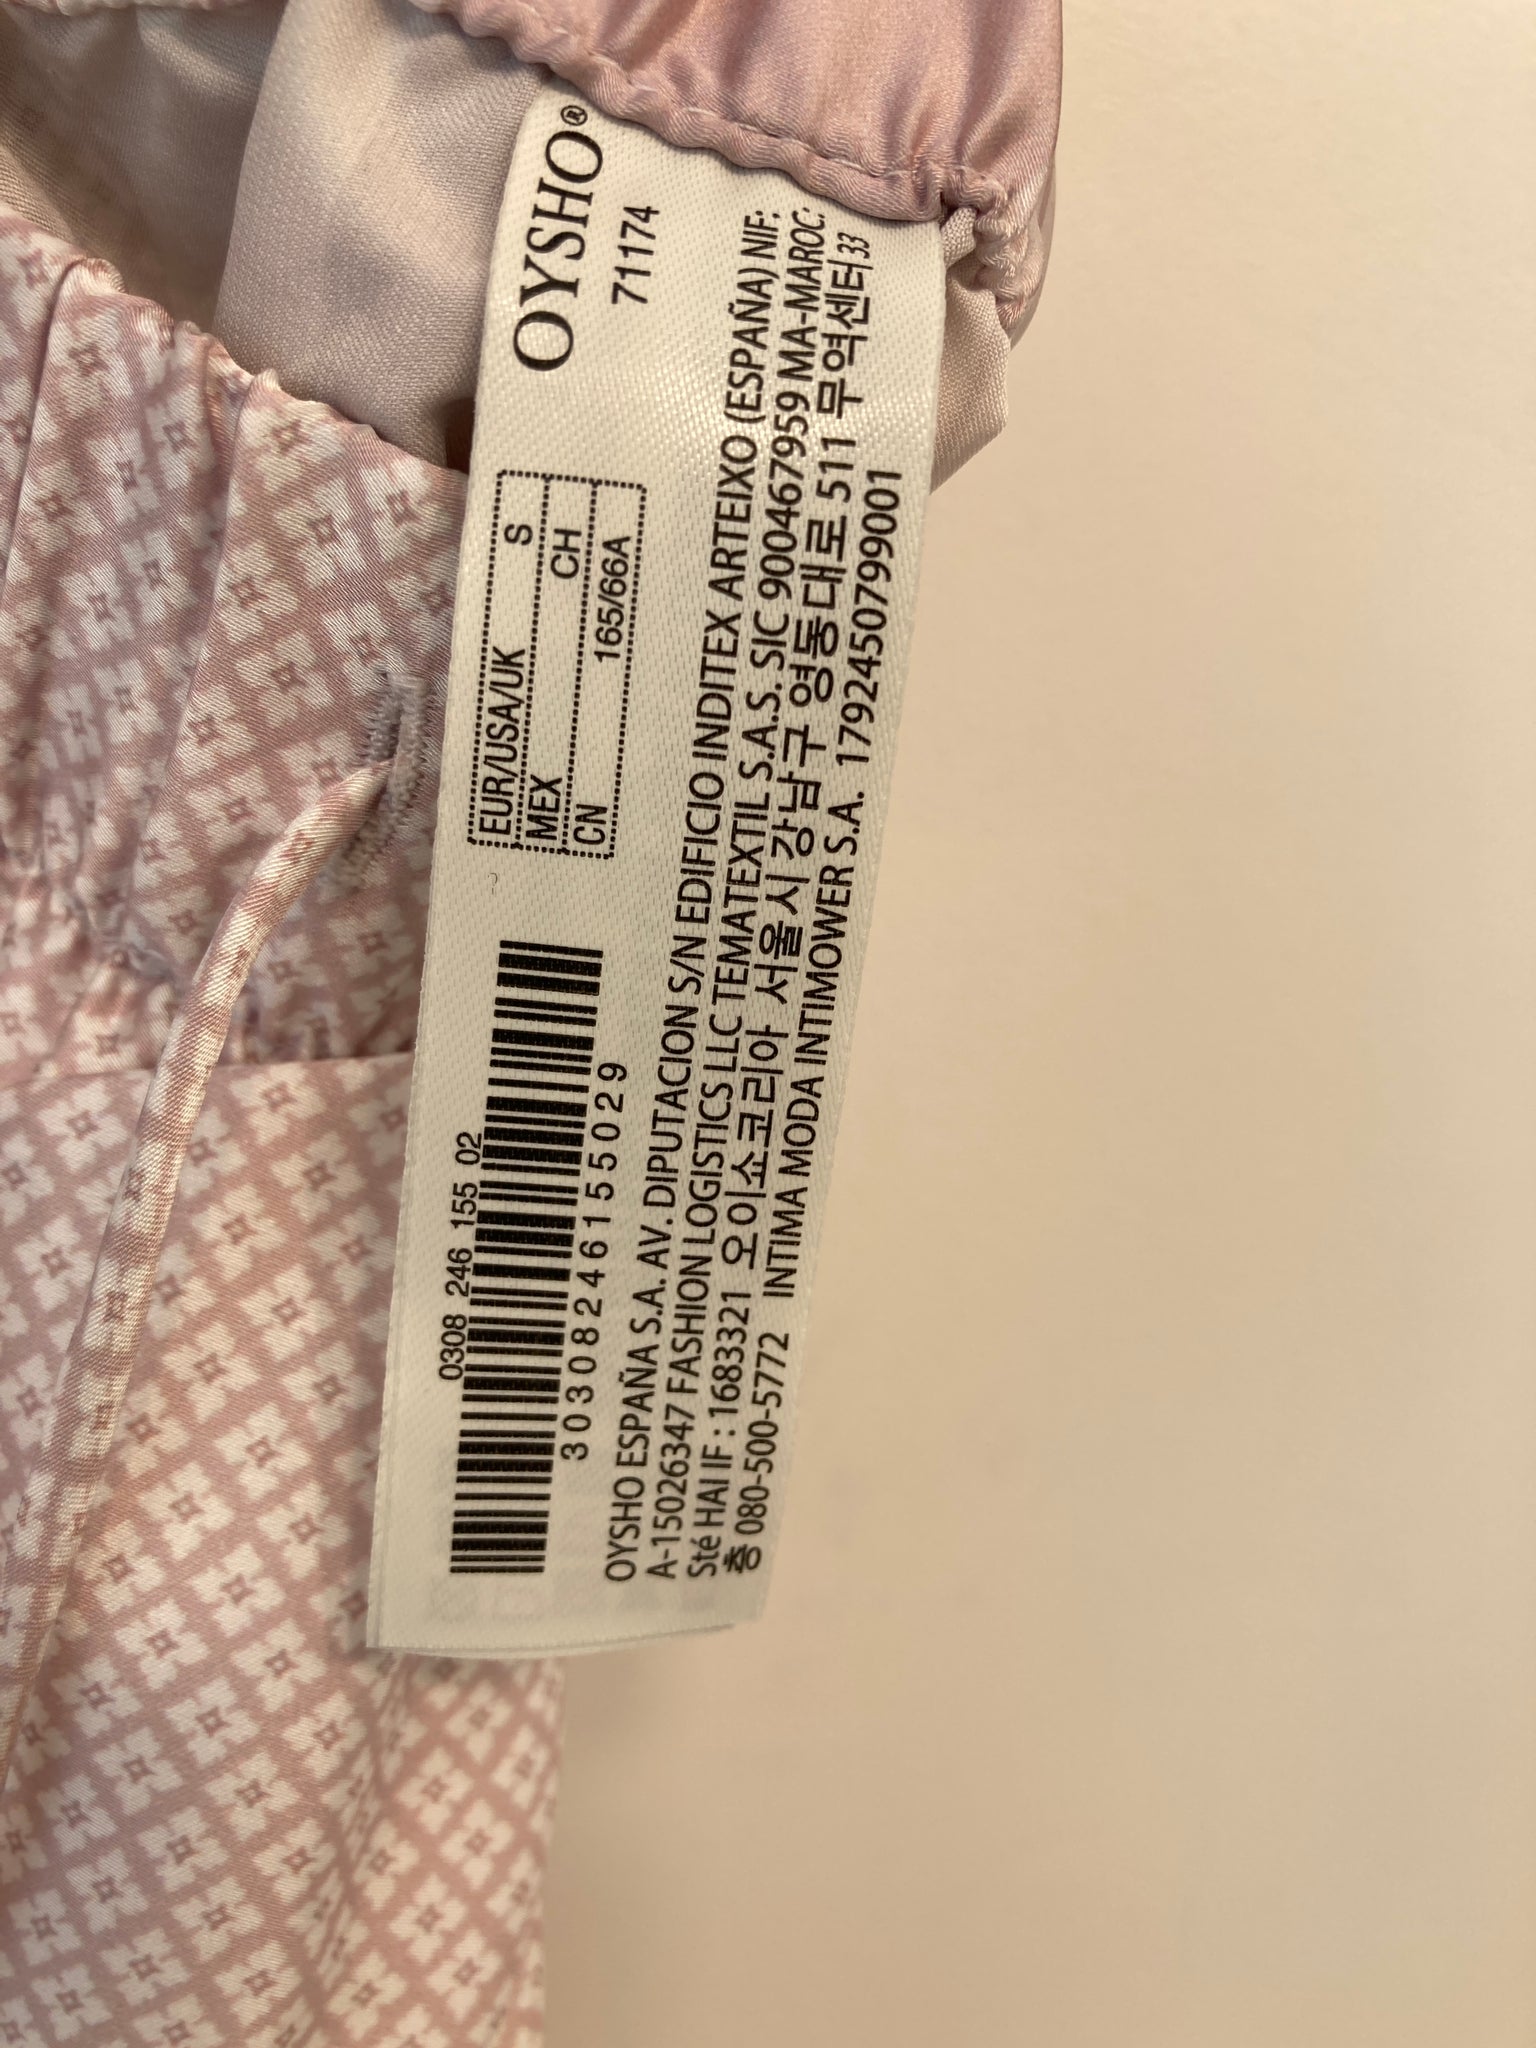 OYSHO®
71174
EUR/USA/UK S
MEX CH
CN 165/66A
0308 246 155 02
30308246155029
OYSHO ESPAÑA S.A. AV. DIPUTACION S/N EDIFICIO INDITEX ARTEIXO (ESPAÑA) NIF:
A-15026347 FASHION LOGISTICS LLC TEMATEXTIL S.A.S. SIC 900467959 MA-MAROC:
Sté HAI IF : 1683321 오이쇼코리아 서울시 강남구 영동대로 511 무역센터33
층 080-500-5772 INTIMA MODA INTIMOWER S.A. 1792450799001